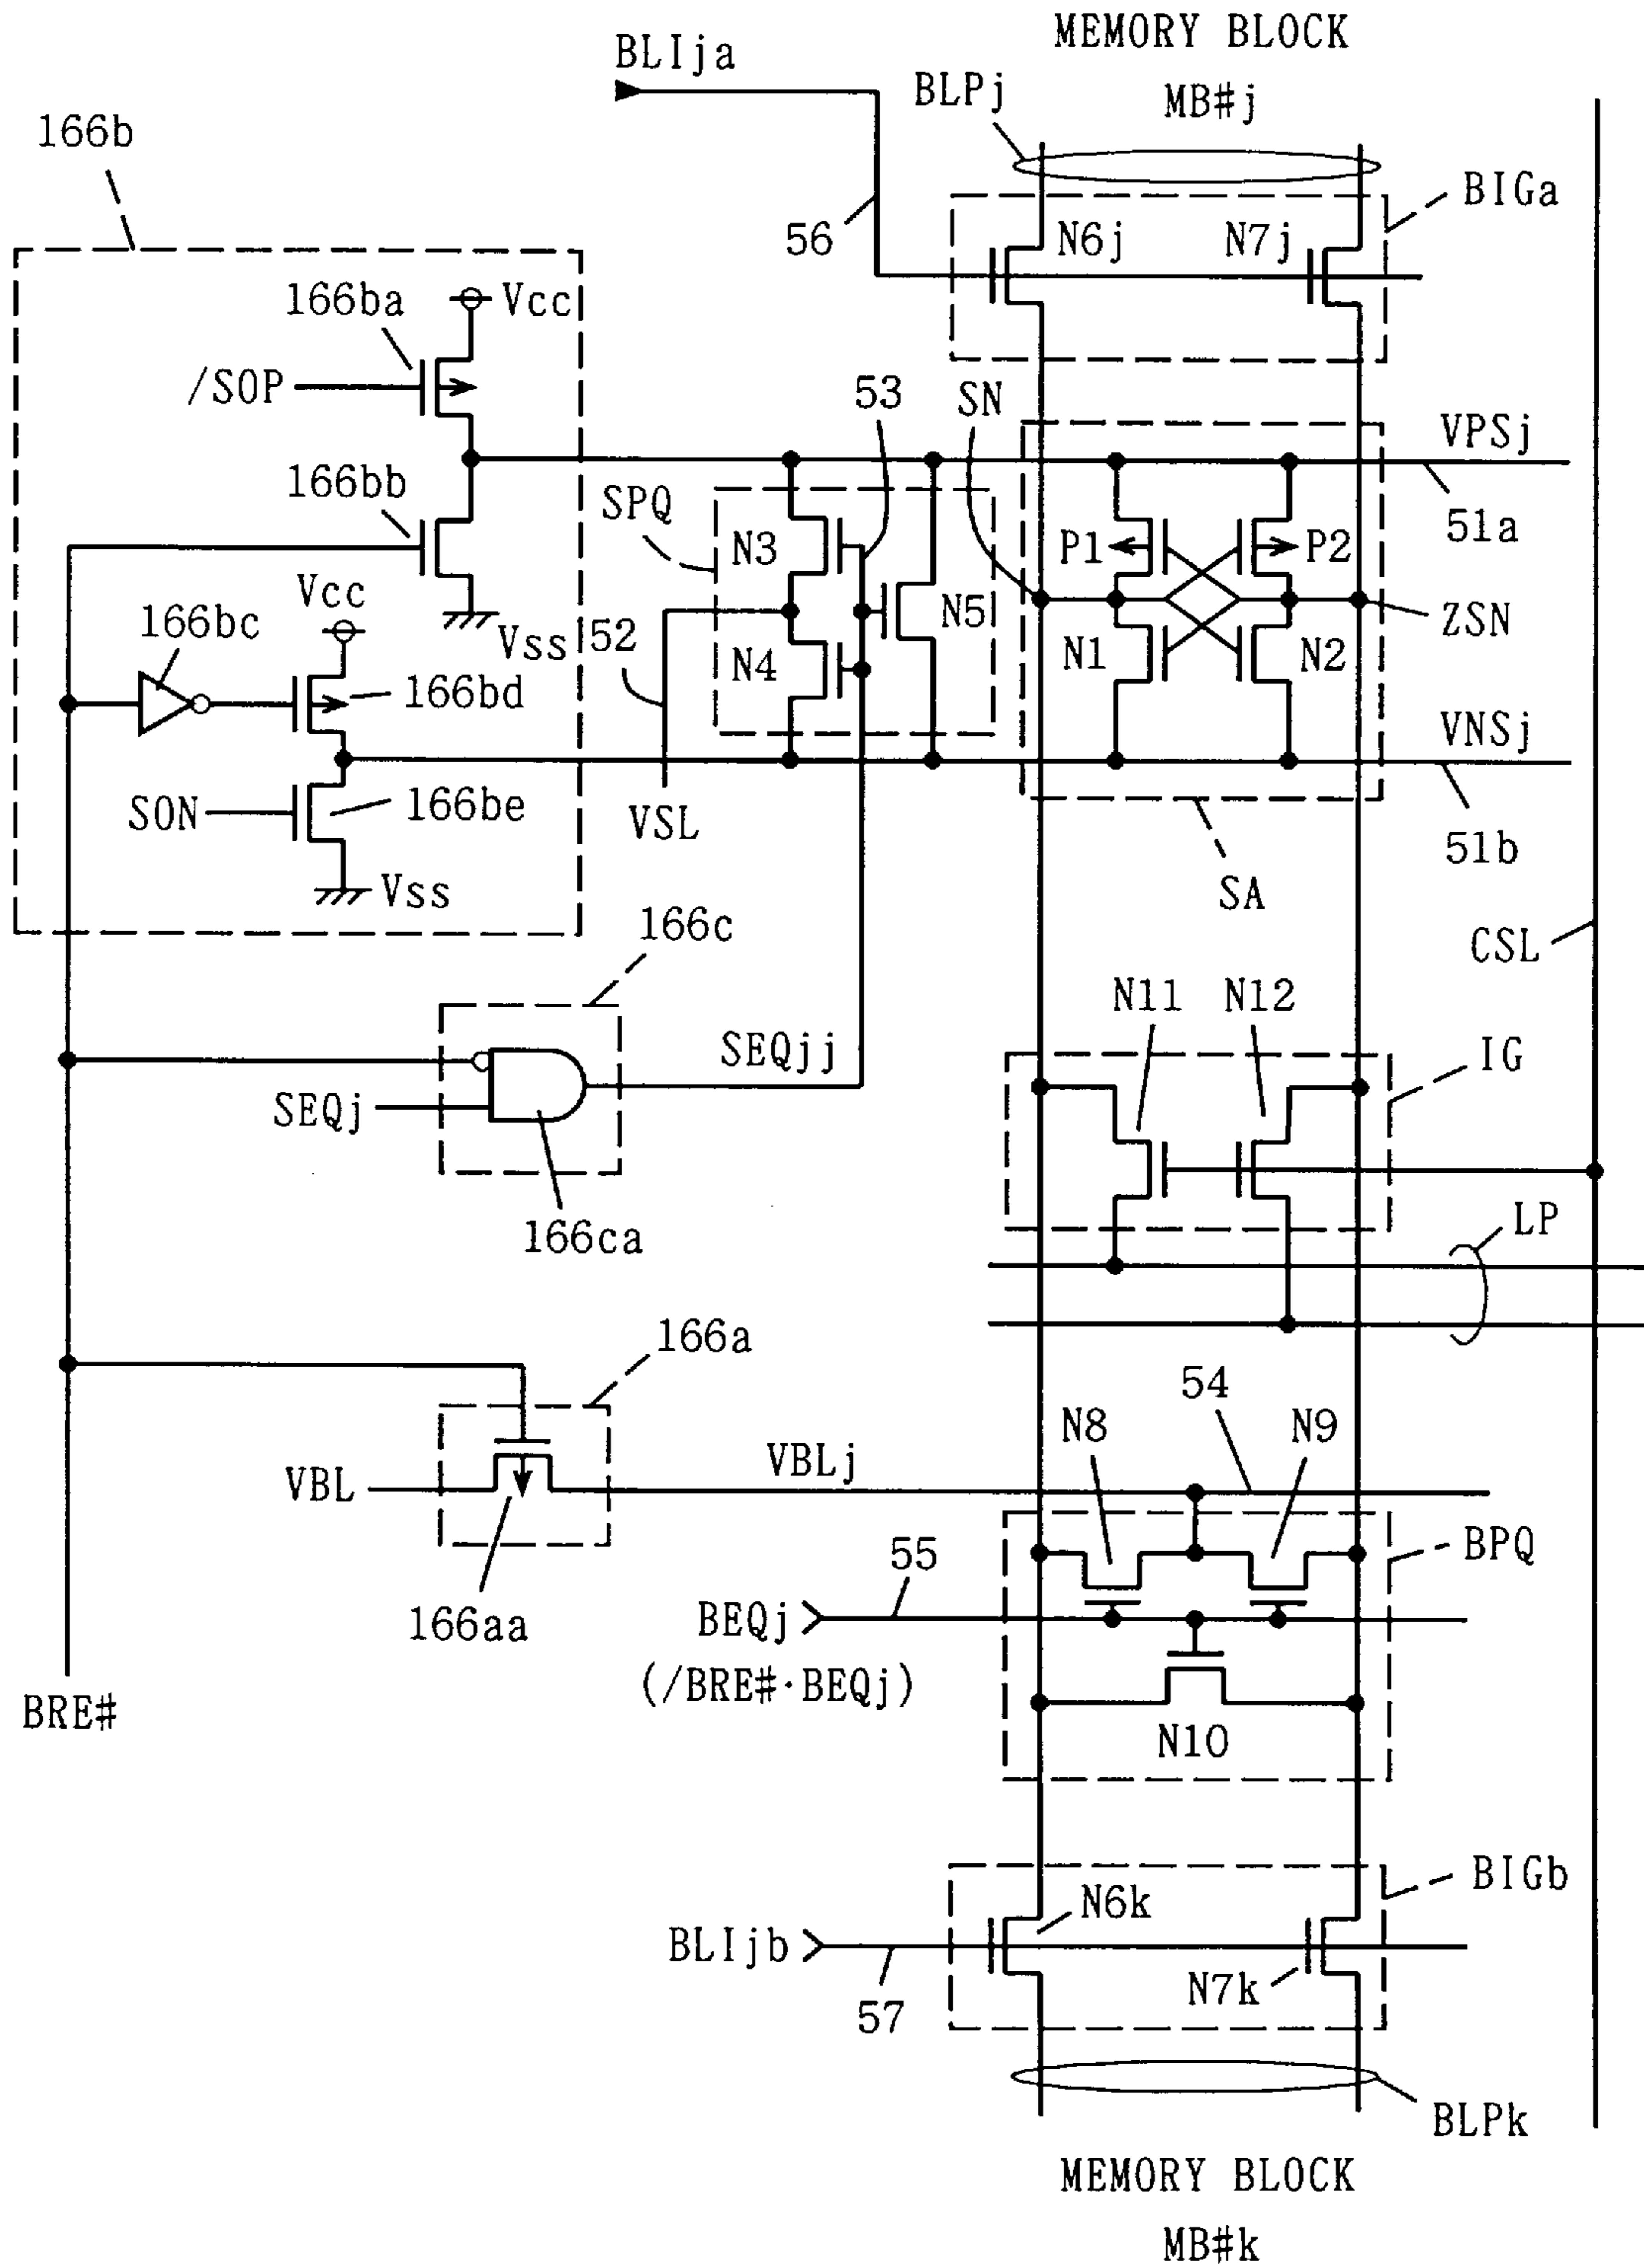 MEMORY BLOCK
MB#j
BLIja
BLPj
166b
BIGa
56
N6j
N7j
166ba
Vcc
/SOP
53
SN
VPSj
166bb
SPQ
51a
N3
P1
P2
Vcc
166bc
Vss
52
N5
ZSN
N4
N1
N2
166bd
VNSj
SON
166be
VSL
51b
Vss
SA
166c
CSL
N11
N12
SEQjj
IG
SEQj
166ca
LP
166a
54
N8
N9
VBLj
VBL
55
BPQ
166aa
BEQj
(/BRE#·BEQj)
BRE#
N10
BIGb
N6k
BLIjb
N7k
57
BLPk
MEMORY BLOCK
MB#k